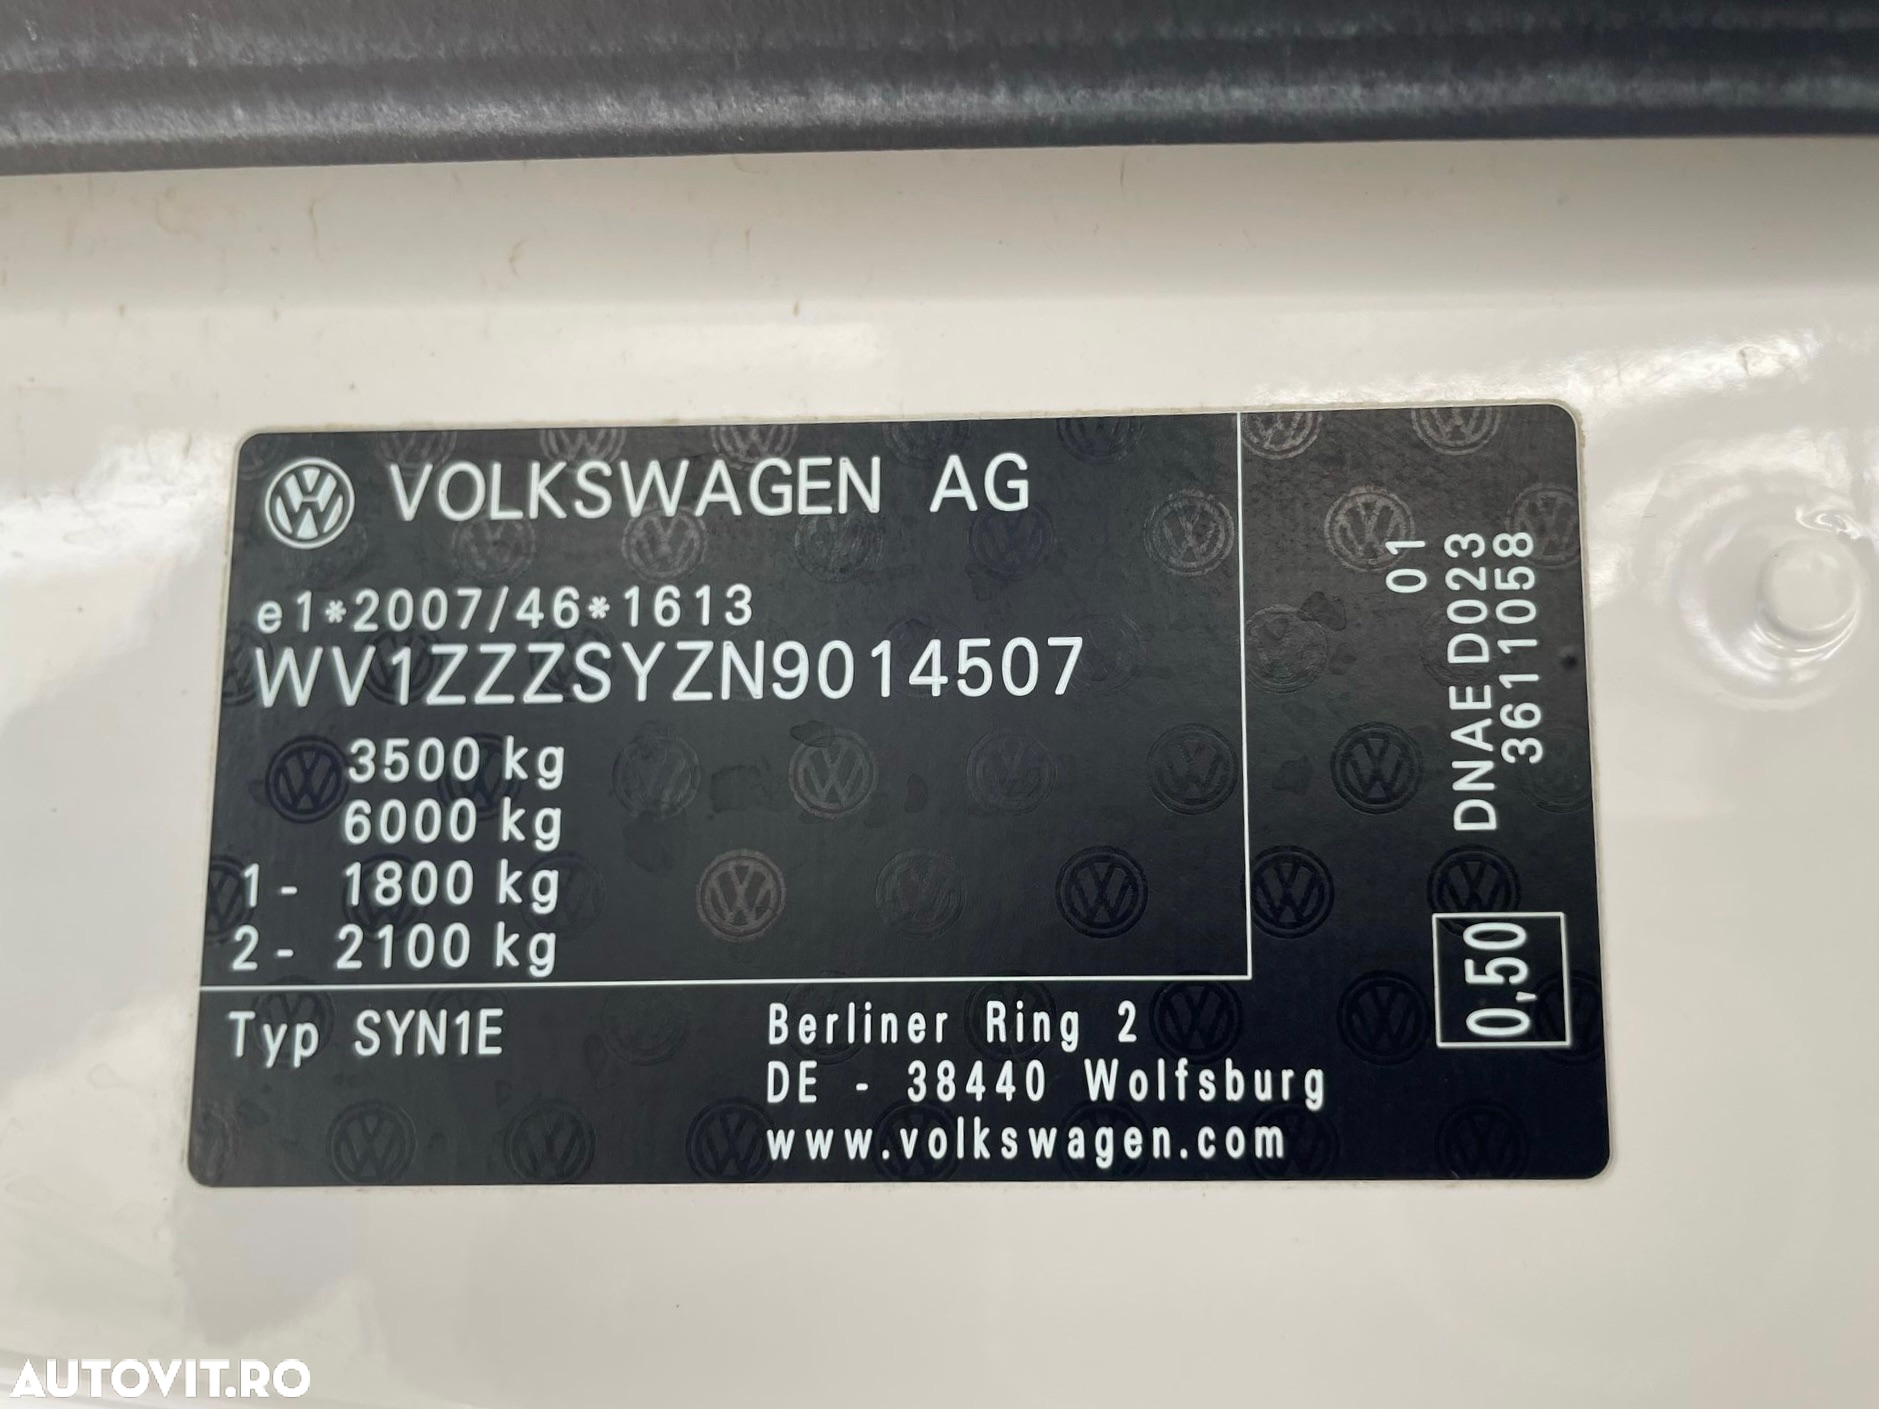 VOLKSWAGEN AG
e1*2007/46*1613
WV1ZZZSYZN9014507
3500 kg
6000 kg
1 - 1800 kg
2 - 2100 kg
Typ SYN1E
Berliner Ring 2
DE - 38440 Wolfsburg
www.volkswagen.com
01
DNAE D023
3611058
0,50
AUTOVIT.RO